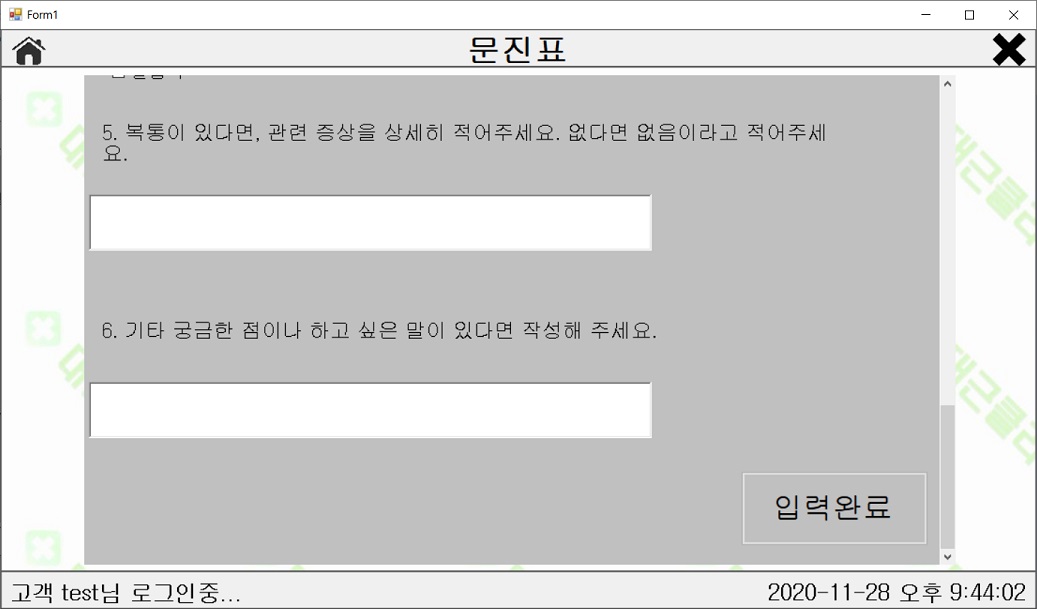 Form1
문진표
5. 복통이 있다면, 관련 증상을 상세히 적어주세요. 없다면 없음이라고 적어주세
요.
6. 기타 궁금한 점이나 하고 싶은 말이 있다면 작성해 주세요.
입력완료
고객 test님 로그인중...
2020-11-28 오후 9:44:02